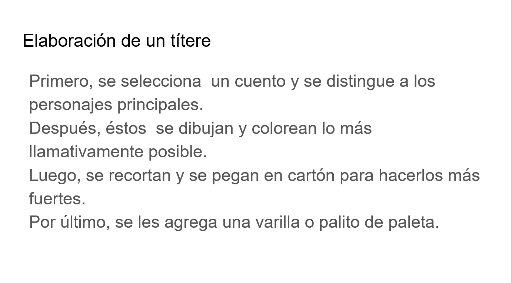 Elaboración de un títere
Primero, se selecciona  un cuento y se distingue a los
personajes principales.
Después, éstos  se dibujan y colorean lo más
llamativamente posible.
Luego, se recortan y se pegan en cartón para hacerlos más
fuertes.
Por último, se les agrega una varilla o palito de paleta.